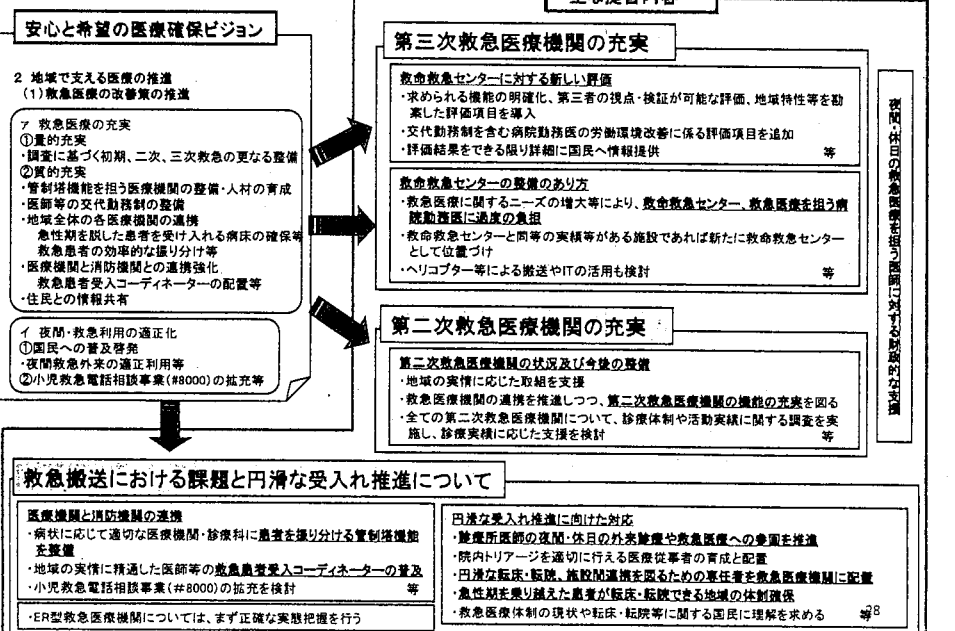 安心と希望の医療確保ビジョン
2 地域で支える医療の推進
(1)救急医療の改善策の推進
ァ 救急医療の充実
①量的充実
・調査に基づく初期、二次、三次救急の更なる整備
②質的充実
・管制塔機能を担う医療機関の整備・人材の育成
・医師等の交代勤務制の整備
・地域全体の各医療機関の連携
急性期を脱した患者を受け入れる病床の確保等
救急患者の効率的な振り分け等
・医療機関と消防機関との連携強化
救急患者受入コーディネーターの配置等
・住民との情報共有
イ 夜間・救急利用の適正化
①国民への普及啓発
・夜間救急外来の適正利用等
②小児救急電話相談事業(#8000)の拡充等
第三次救急医療機関の充実
救命救急センターに対する新しい評価
・求められる機能の明確化、第三者の視点・検証が可能な評価、地域特性等を勘
案した評価項目を導入
・交代勤務制を含む病院勤務医の労働環境改善に係る評価項目を追加
・評価結果をできる限り詳細に国民へ情報提供 等
救命救急センターの整備のあり方
・救急医療に関するニーズの増大等により、救命救急センター、救急医療を担う病
院勤務医に過度の負担
・救命救急センターと同等の実績等がある施設であれば新たに救命救急センター
として位置づけ
・ヘリコプター等による搬送やITの活用も検討 等
第二次救急医療機関の充実
第二次救急医療機関の状況及び今後の整備
・地域の実情に応じた取組を支援
・救急医療機関の連携を推進しつつ、第二次救急医療機関の機能の充実を図る
・全ての第二次救急医療機関について、診療体制や活動実績に関する調査を実
施し、診療実績に応じた支援を検討 等
夜間・休日の救急医療を担う医師に対する財政的な支援
救急搬送における課題と円滑な受入れ推進について
医療機関と消防機関の連携
・病状に応じて適切な医療機関・診療科に患者を振り分ける管制塔機能
を整備
・地域の実情に精通した医師等の救急患者受入コーディネーターの普及
・小児救急電話相談事業(#8000)の拡充を検討 等
・ER型救急医療機関については、まず正確な実態把握を行う
円滑な受入れ推進に向けた対応
・診療所医師の夜間・休日の外来診療や救急医療への参画を推進
・院内トリアージを適切に行える医療従事者の育成と配置
・円滑な転床・転院、施設間連携を図るための専任者を救急医療機関に配置
・急性期を乗り越えた患者が転床・転院できる地域の体制確保
・救急医療体制の現状や転床・転院等に関する国民に理解を求める 等
28